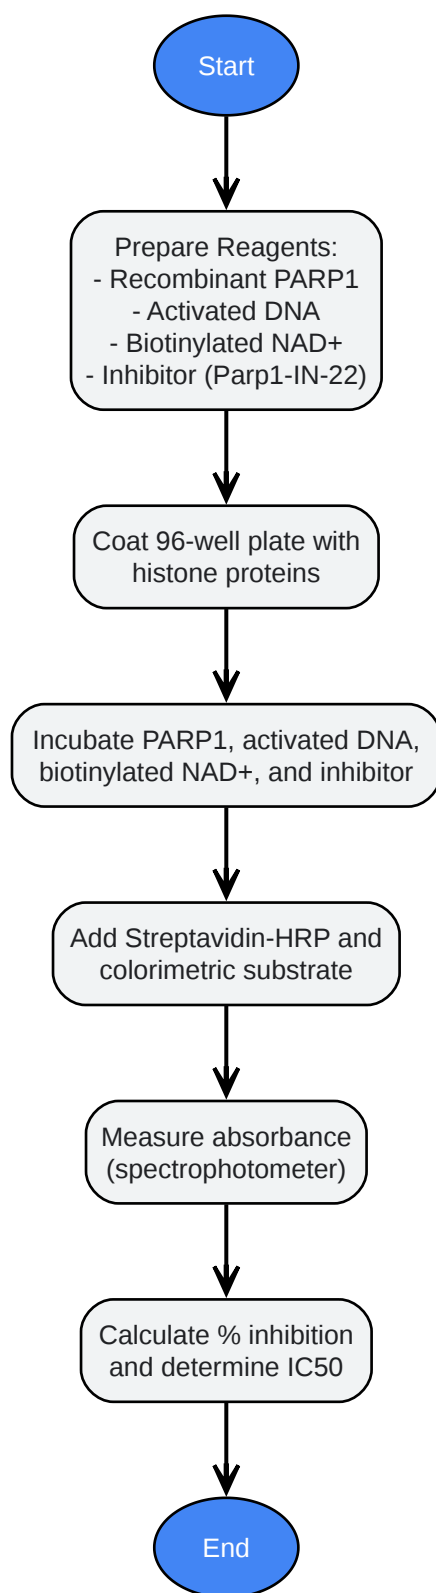 Start
Prepare Reagents:
- Recombinant PARP1
- Activated DNA
- Biotinylated NAD+
- Inhibitor (Parp1-IN-22)
Coat 96-well plate with
histone proteins
Incubate PARP1, activated DNA,
biotinylated NAD+, and inhibitor
Add Streptavidin-HRP and
colorimetric substrate
Measure absorbance
(spectrophotometer)
Calculate % inhibition
and determine IC50
End